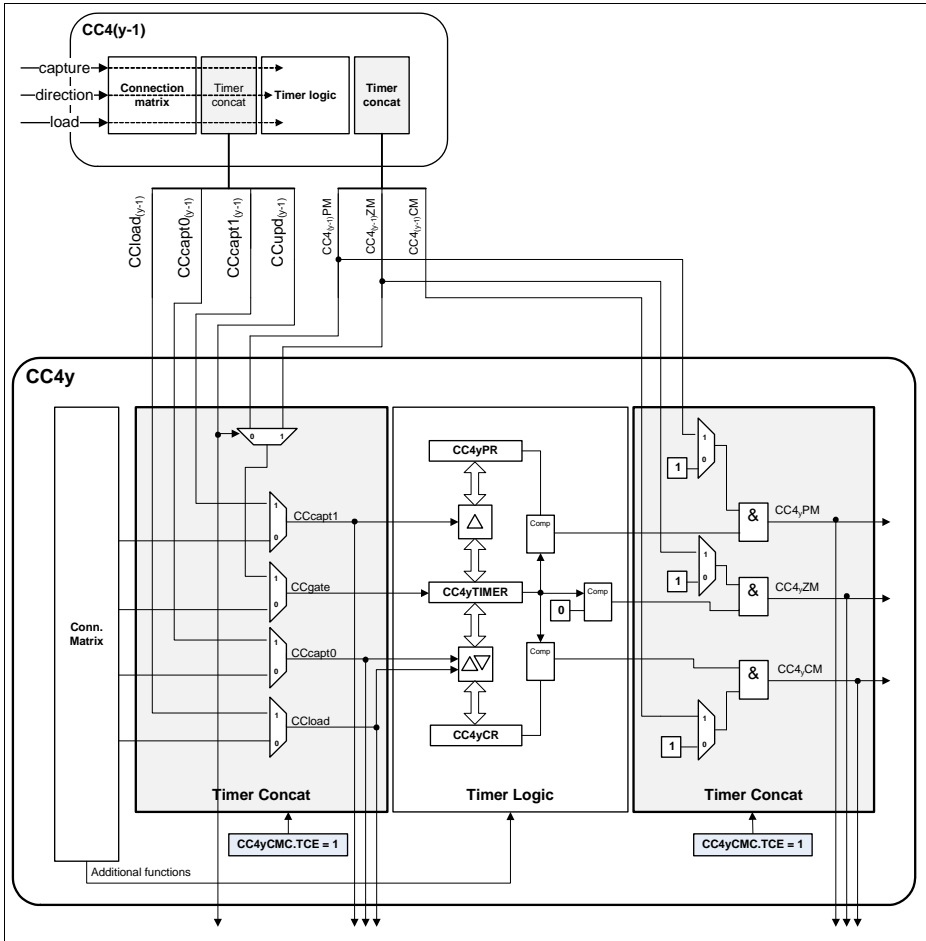 CC4(y-1)
capture
direction
load
Connection matrix
Timer concat
Timer logic
Timer concat
CCload(y-1)
CCcapt0(y-1)
CCcapt1(y-1)
CCupd(y-1)
CC4(y-1)PM
CC4(y-1)ZM
CC4(y-1)CM
CC4y
0 1
1
0
CCcapt1
1
0
CCgate
1
0
CCcapt0
1
0
CCload
Conn. Matrix
Timer Concat
CC4yCMC.TCE = 1
Additional functions
CC4yPR
Comp
CC4yTIMER
0
Comp
Comp
CC4yCR
Timer Logic
1
0
1
&
CC4yPM
1
0
1
&
CC4yZM
&
CC4yCM
1
0
1
Timer Concat
CC4yCMC.TCE = 1